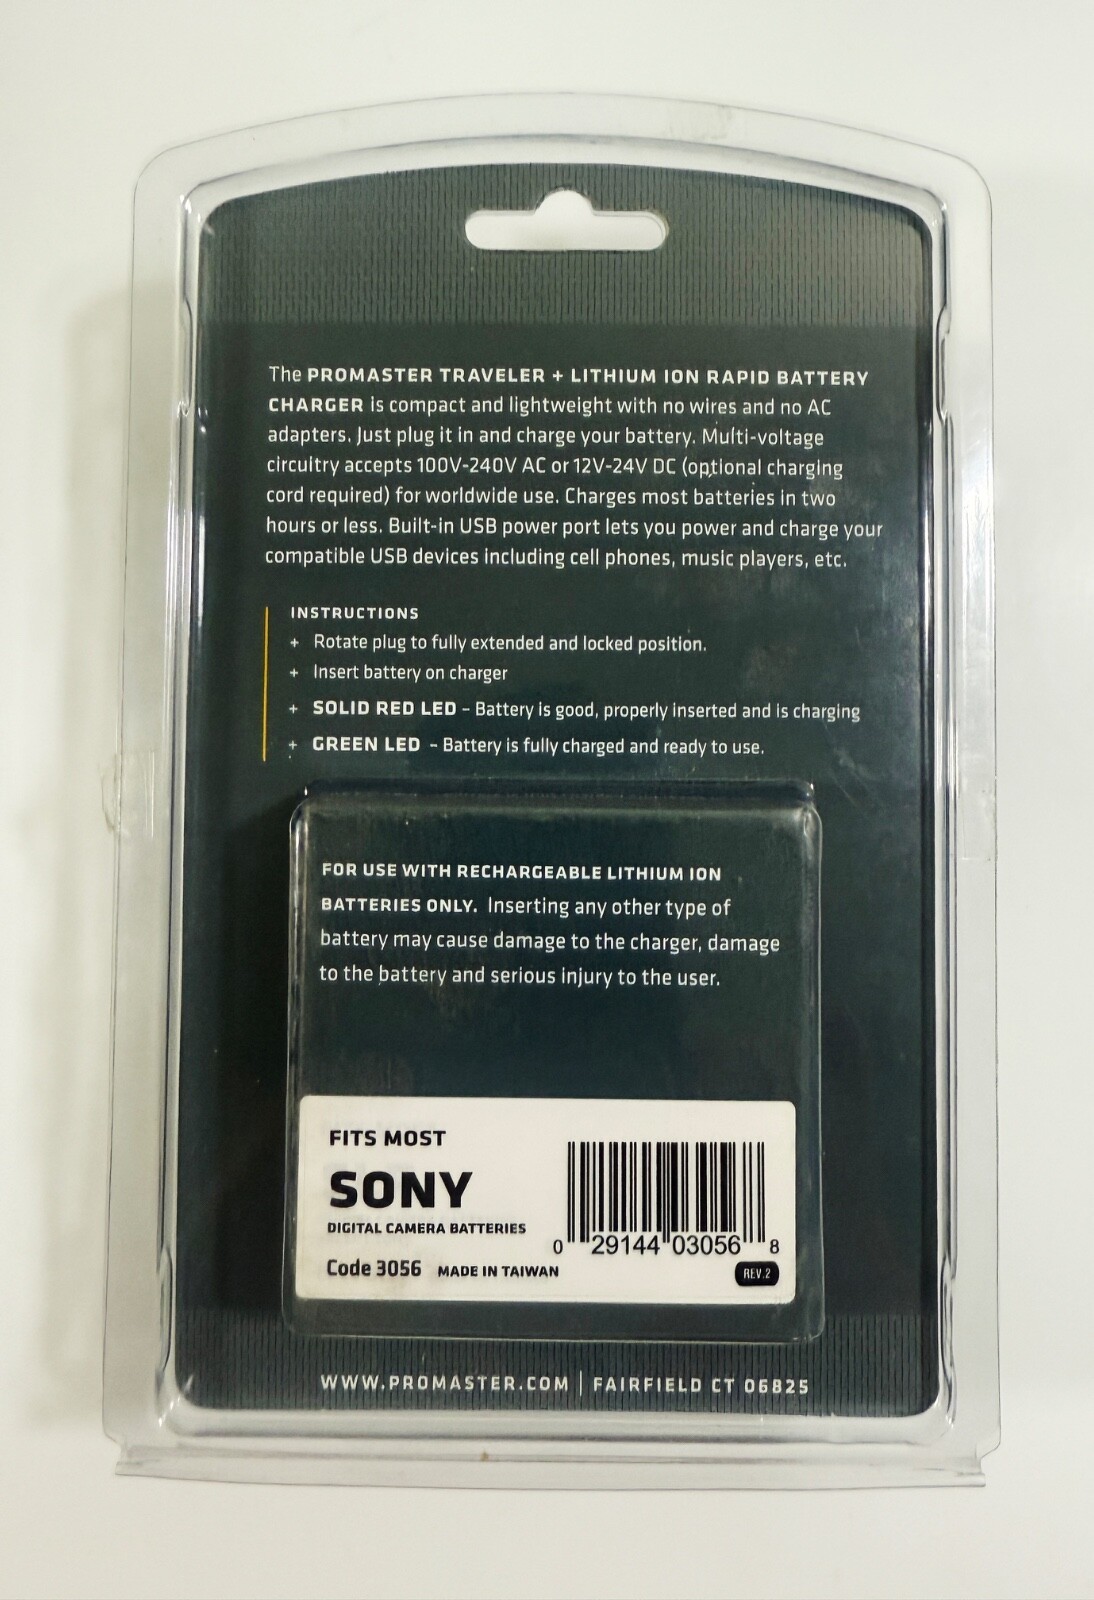 The PROMASTER TRAVELER + LITHIUM ION RAPID BATTERY
CHARGER is compact and lightweight with no wires and no AC
adapters. Just plug it in and charge your battery. Multi-voltage
circuitry accepts 100V-240V AC or 12V-24V DC (optional charging
cord required) for worldwide use. Charges most batteries in two
hours or less. Built-in USB power port lets you power and charge your
compatible USB devices including cell phones, music players, etc.
INSTRUCTIONS
+ Rotate plug to fully extended and locked position.
+ Insert battery on charger
+ SOLID RED LED – Battery is good, properly inserted and is charging
+ GREEN LED – Battery is fully charged and ready to use.
FOR USE WITH RECHARGEABLE LITHIUM ION
BATTERIES ONLY. Inserting any other type of
battery may cause damage to the charger, damage
to the battery and serious injury to the user.
FITS MOST
SONY
DIGITAL CAMERA BATTERIES
Code 3056 MADE IN TAIWAN
0 29144 03056 8
REV.2
WWW.PROMASTER.COM | FAIRFIELD CT 06825